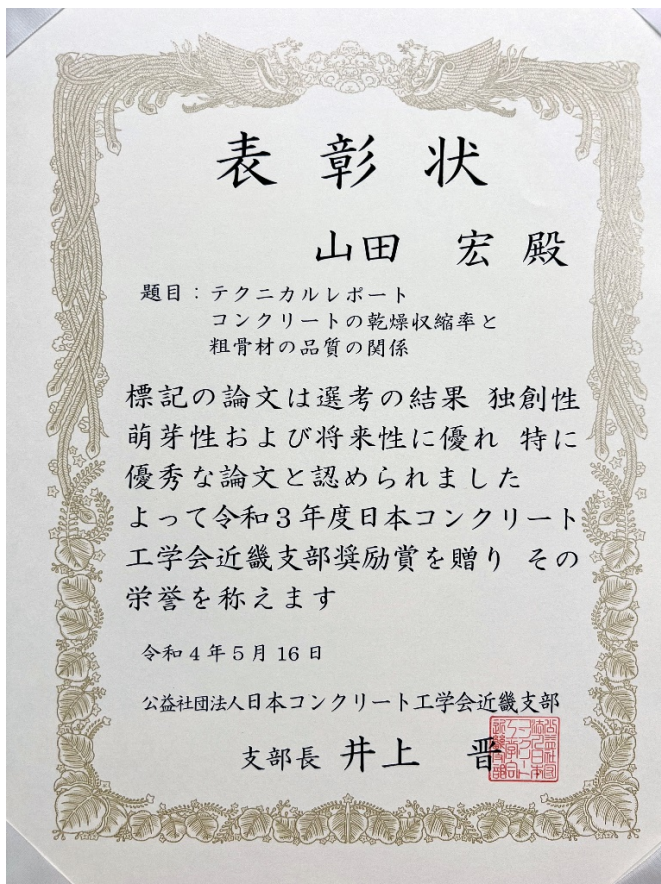 表彰状
山田 宏 殿
題目：テクニカルレポート
コンクリートの乾燥収縮率と
粗骨材の品質の関係
標記の論文は選考の結果 独創性
萌芽性および将来性に優れ 特に
優秀な論文と認められました
よって令和3年度日本コンクリート
工学会近畿支部奨励賞を贈り その
栄誉を称えます
令和4年5月16日
公益社団法人日本コンクリート工学会近畿支部
支部長 井上 晋